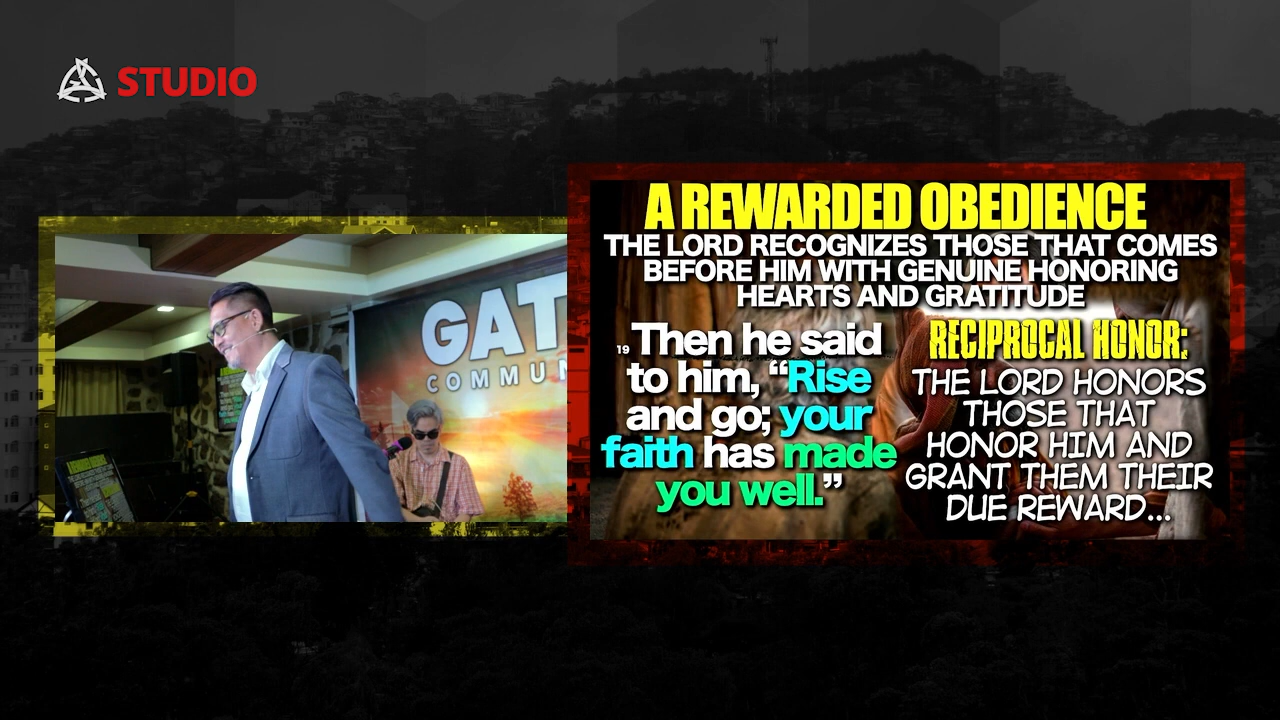 STUDIO
GAT
COMMUN
A REWARDED OBEDIENCE
THE LORD RECOGNIZES THOSE THAT COMES
BEFORE HIM WITH GENUINE HONORING
HEARTS AND GRATITUDE
19 Then he said
to him, “Rise
and go; your
faith has made
you well.”
RECIPROCAL HONOR:
THE LORD HONORS
THOSE THAT
HONOR HIM AND
GRANT THEM THEIR
DUE REWARD...